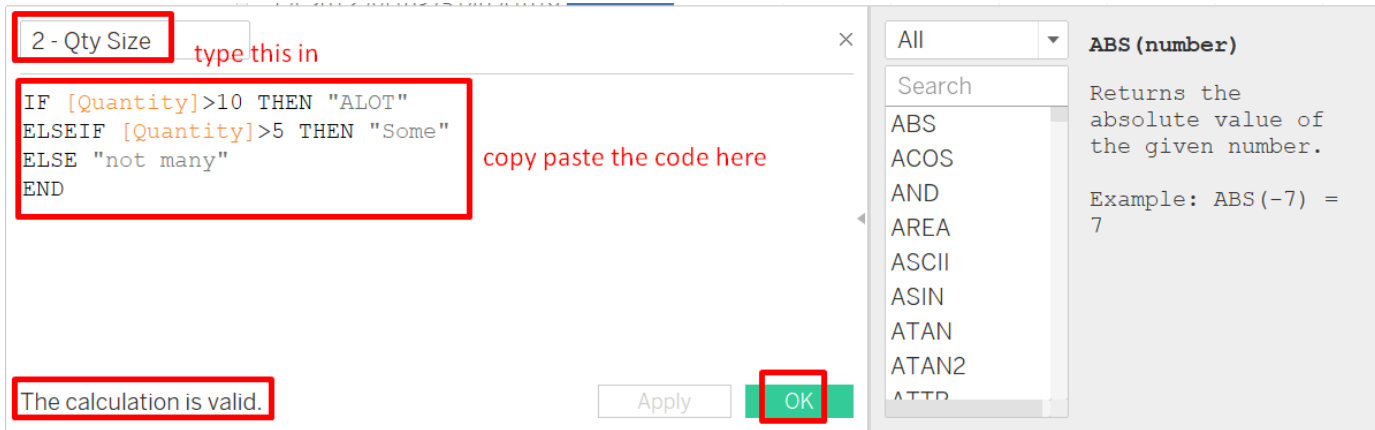 2 - Qty Size
type this in
IF [Quantity]>10 THEN "ALOT"
ELSEIF [Quantity]>5 THEN "Some"
ELSE "not many"
END
copy paste the code here
The calculation is valid.
Apply
OK
All
Search
ABS
ACOS
AND
AREA
ASCII
ASIN
ATAN
ATAN2
ATTR
ABS(number)
Returns the
absolute value of
the given number.
Example: ABS(-7) =
7